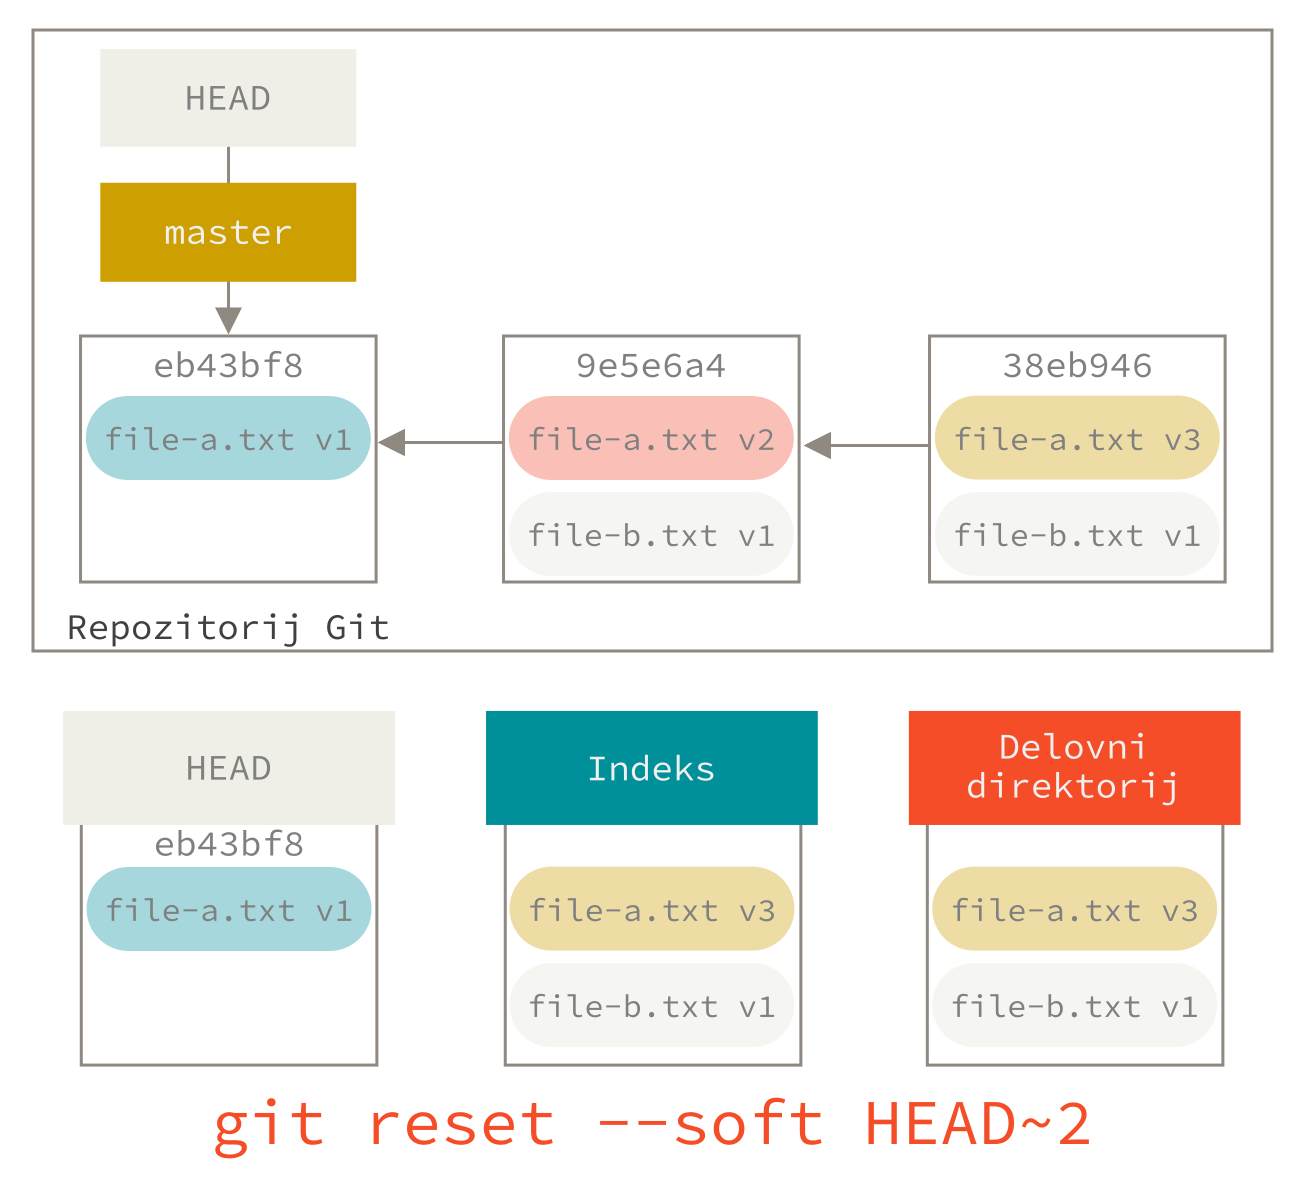 HEAD
master
eb43bf8
9e5e6a4
38eb946
file-a.txt v1
file-a.txt v2
file-a.txt v3
file-b.txt v1
file-b.txt v1
Repozitorij Git
HEAD
Indeks
Delovni
direktorij
eb43bf8
file-a.txt v1
file-a.txt v3
file-a.txt v3
file-b.txt v1
file-b.txt v1
git reset --soft HEAD~2